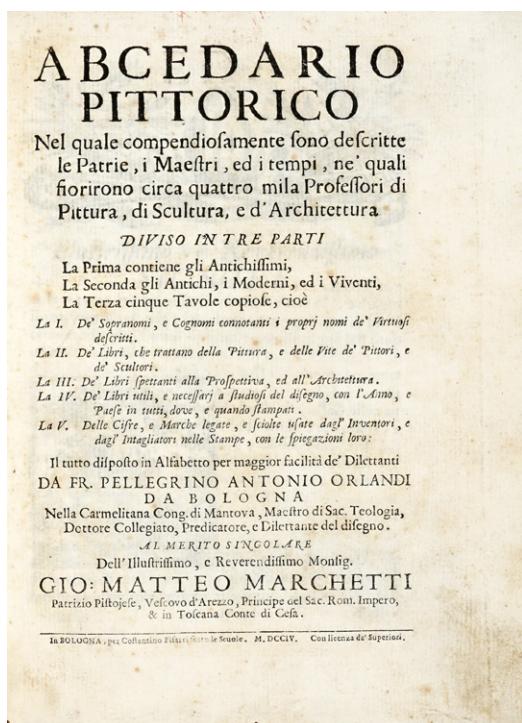 ABCEDARIO
PITTORICO
Nel quale compendioſamente ſono deſcritte
le Patrie, i Maeſtri, ed i tempi, ne' quali
fiorirono circa quattro mila Profeſſori di
Pittura, di Scultura, e d'Architettura
DIVISO IN TRE PARTI
La Prima contiene gli Antichiſſimi,
La Seconda gli Antichi, i Moderni, ed i Viventi,
La Terza cinque Tavole copioſe, cioè
La I. De' Sopranomi, e Cognomi connotanti i proprj nomi de' Virtuoſi
deſcritti.
La II. De' Libri, che trattano della Pittura, e delle Vite de' Pittori, e
de' Scultori.
La III. De' Libri ſpettanti alla Proſpettiva, ed all'Architettura.
La IV. De' Libri utili, e neceſſarj a ſtudioſi del diſegno, con l'Anno, e
Paeſe in tutti, dove, e quando ſtampati.
La V. Delle Cifre, e Marche legate, e ſciolte uſate dagl' Inventori, e
dagl' Intagliatori nelle Stampe, con le ſpiegazioni loro:
Il tutto diſpoſto in Alfabetto per maggior facilità de' Dilettanti
DA FR. PELLEGRINO ANTONIO ORLANDI
DA BOLOGNA
Nella Carmelitana Cong. di Mantova, Maeſtro di Sac. Teologia,
Dottore Collegiato, Predicatore, e Dilettante del diſegno.
AL MERITO SINGOLARE
Dell'Illuſtriſſimo, e Reverendiſſimo Monſig.
GIO: MATTEO MARCHETTI
Patrizio Piſtojeſe, Veſcovo d'Arezzo, Principe del Sac. Rom. Impero,
& in Toſcana Conte di Ceſa.
In BOLOGNA, per Coſtantino Piſarri ſotto le Scuole. M. DCCIV. Con licenza de' Superiori.